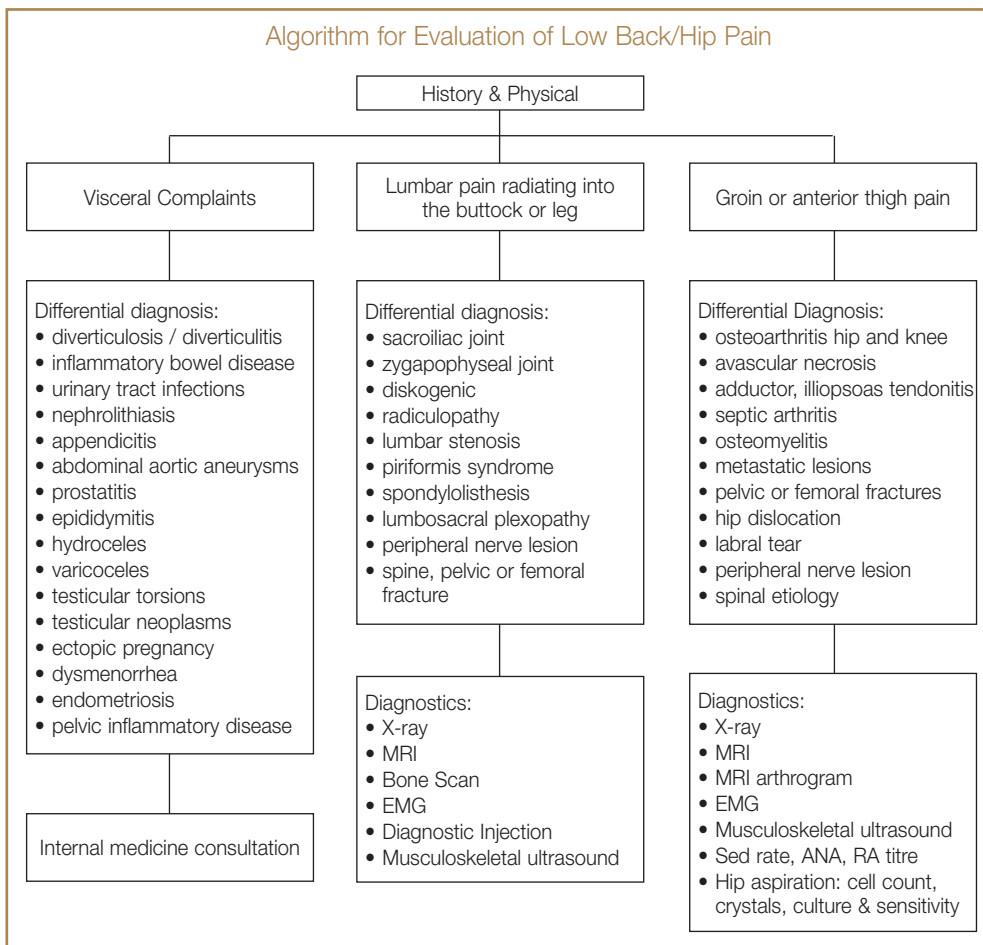 Algorithm for Evaluation of Low Back/Hip Pain
History & Physical
Visceral Complaints
Lumbar pain radiating into
the buttock or leg
Groin or anterior thigh pain
Differential diagnosis:
• diverticulosis / diverticulitis
• inflammatory bowel disease
• urinary tract infections
• nephrolithiasis
• appendicitis
• abdominal aortic aneurysms
• prostatitis
• epididymitis
• hydroceles
• varicoceles
• testicular torsions
• testicular neoplasms
• ectopic pregnancy
• dysmenorrhea
• endometriosis
• pelvic inflammatory disease
Internal medicine consultation
Differential diagnosis:
• sacroiliac joint
• zygapophyseal joint
• diskogenic
• radiculopathy
• lumbar stenosis
• piriformis syndrome
• spondylolisthesis
• lumbosacral plexopathy
• peripheral nerve lesion
• spine, pelvic or femoral
fracture
Diagnostics:
• X-ray
• MRI
• Bone Scan
• EMG
• Diagnostic Injection
• Musculoskeletal ultrasound
Differential Diagnosis:
• osteoarthritis hip and knee
• avascular necrosis
• adductor, illiopsoas tendonitis
• septic arthritis
• osteomyelitis
• metastatic lesions
• pelvic or femoral fractures
• hip dislocation
• labral tear
• peripheral nerve lesion
• spinal etiology
Diagnostics:
• X-ray
• MRI
• MRI arthrogram
• EMG
• Musculoskeletal ultrasound
• Sed rate, ANA, RA titre
• Hip aspiration: cell count,
crystals, culture & sensitivity